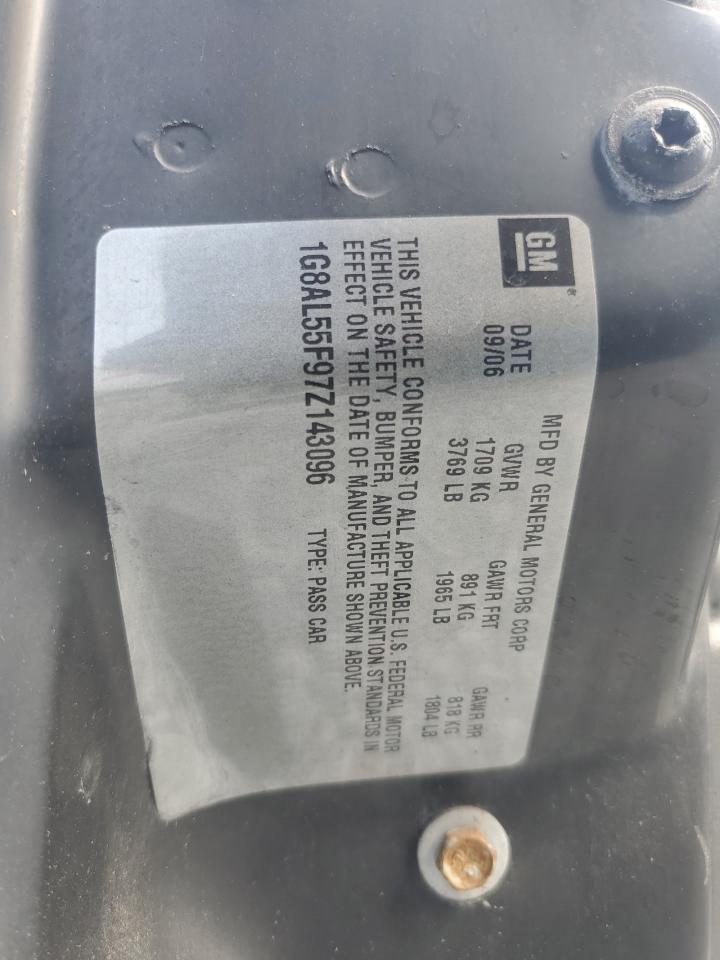 GM
MFD BY GENERAL MOTORS CORP
DATE GVWR GAWR FRT GAWR RR
09/06 1709 KG 891 KG 818 KG
3769 LB 1965 LB 1804 LB
THIS VEHICLE CONFORMS TO ALL APPLICABLE U.S. FEDERAL MOTOR
VEHICLE SAFETY, BUMPER, AND THEFT PREVENTION STANDARDS IN
EFFECT ON THE DATE OF MANUFACTURE SHOWN ABOVE.
1G8AL55F97Z143096 TYPE: PASS CAR